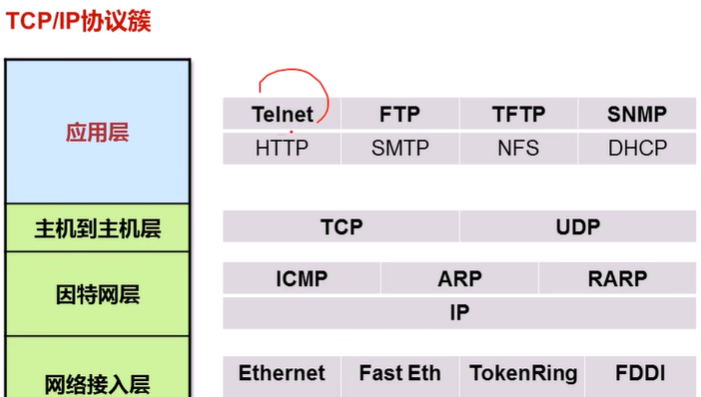 TCP/IP协议簇
应用层
Telnet FTP TFTP SNMP
HTTP SMTP NFS DHCP
主机到主机层
TCP UDP
因特网层
ICMP ARP RARP
IP
网络接入层
Ethernet Fast Eth TokenRing FDDI